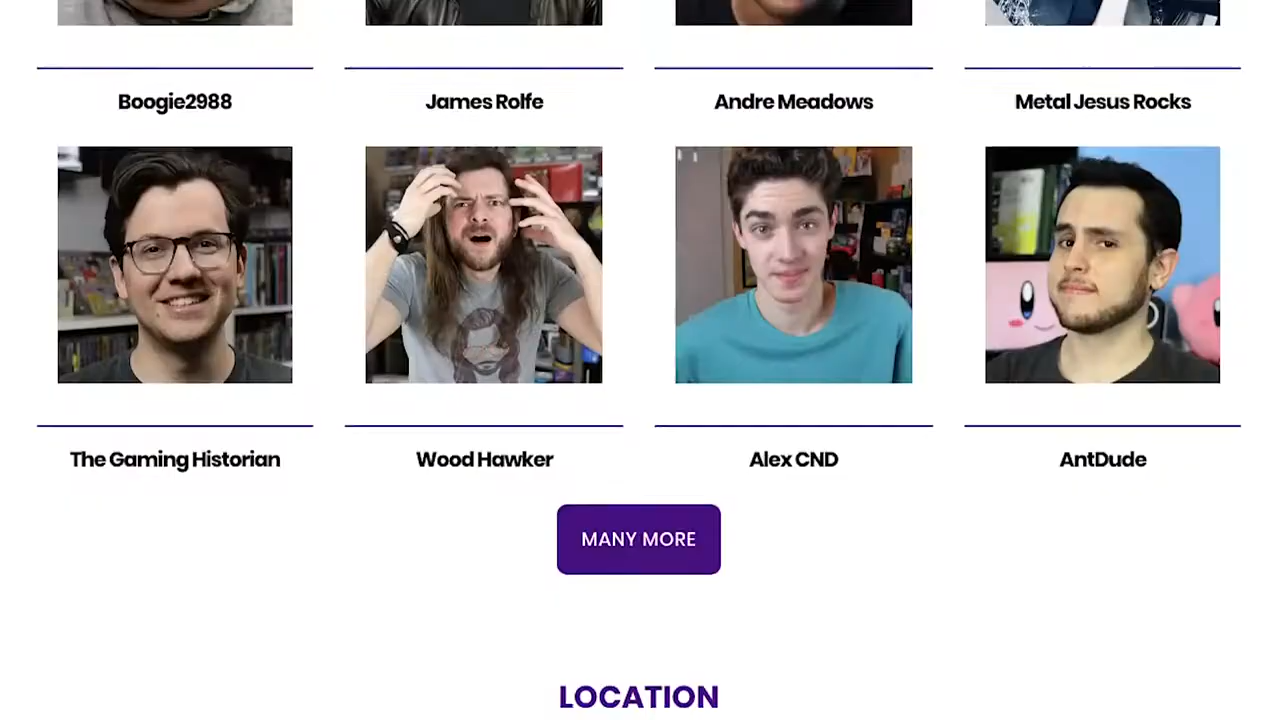 Boogie2988
James Rolfe
Andre Meadows
Metal Jesus Rocks
The Gaming Historian
Wood Hawker
Alex CND
AntDude
MANY MORE
LOCATION